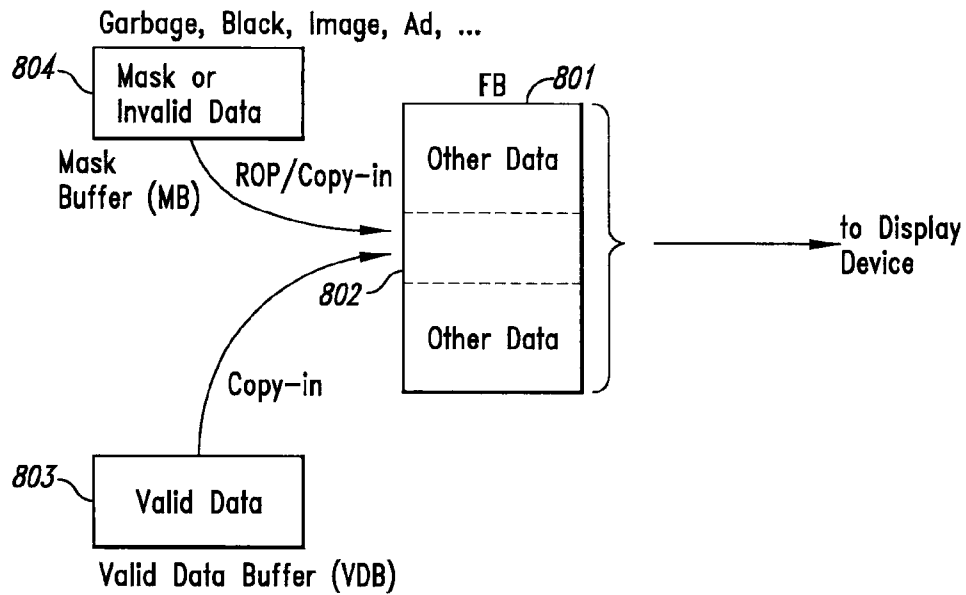 Garbage, Black, Image, Ad, ...
804
Mask or
Invalid Data
Mask
Buffer (MB)
ROP/Copy-in
FB
801
Other Data
802
Other Data
to Display
Device
Copy-in
803
Valid Data
Valid Data Buffer (VDB)